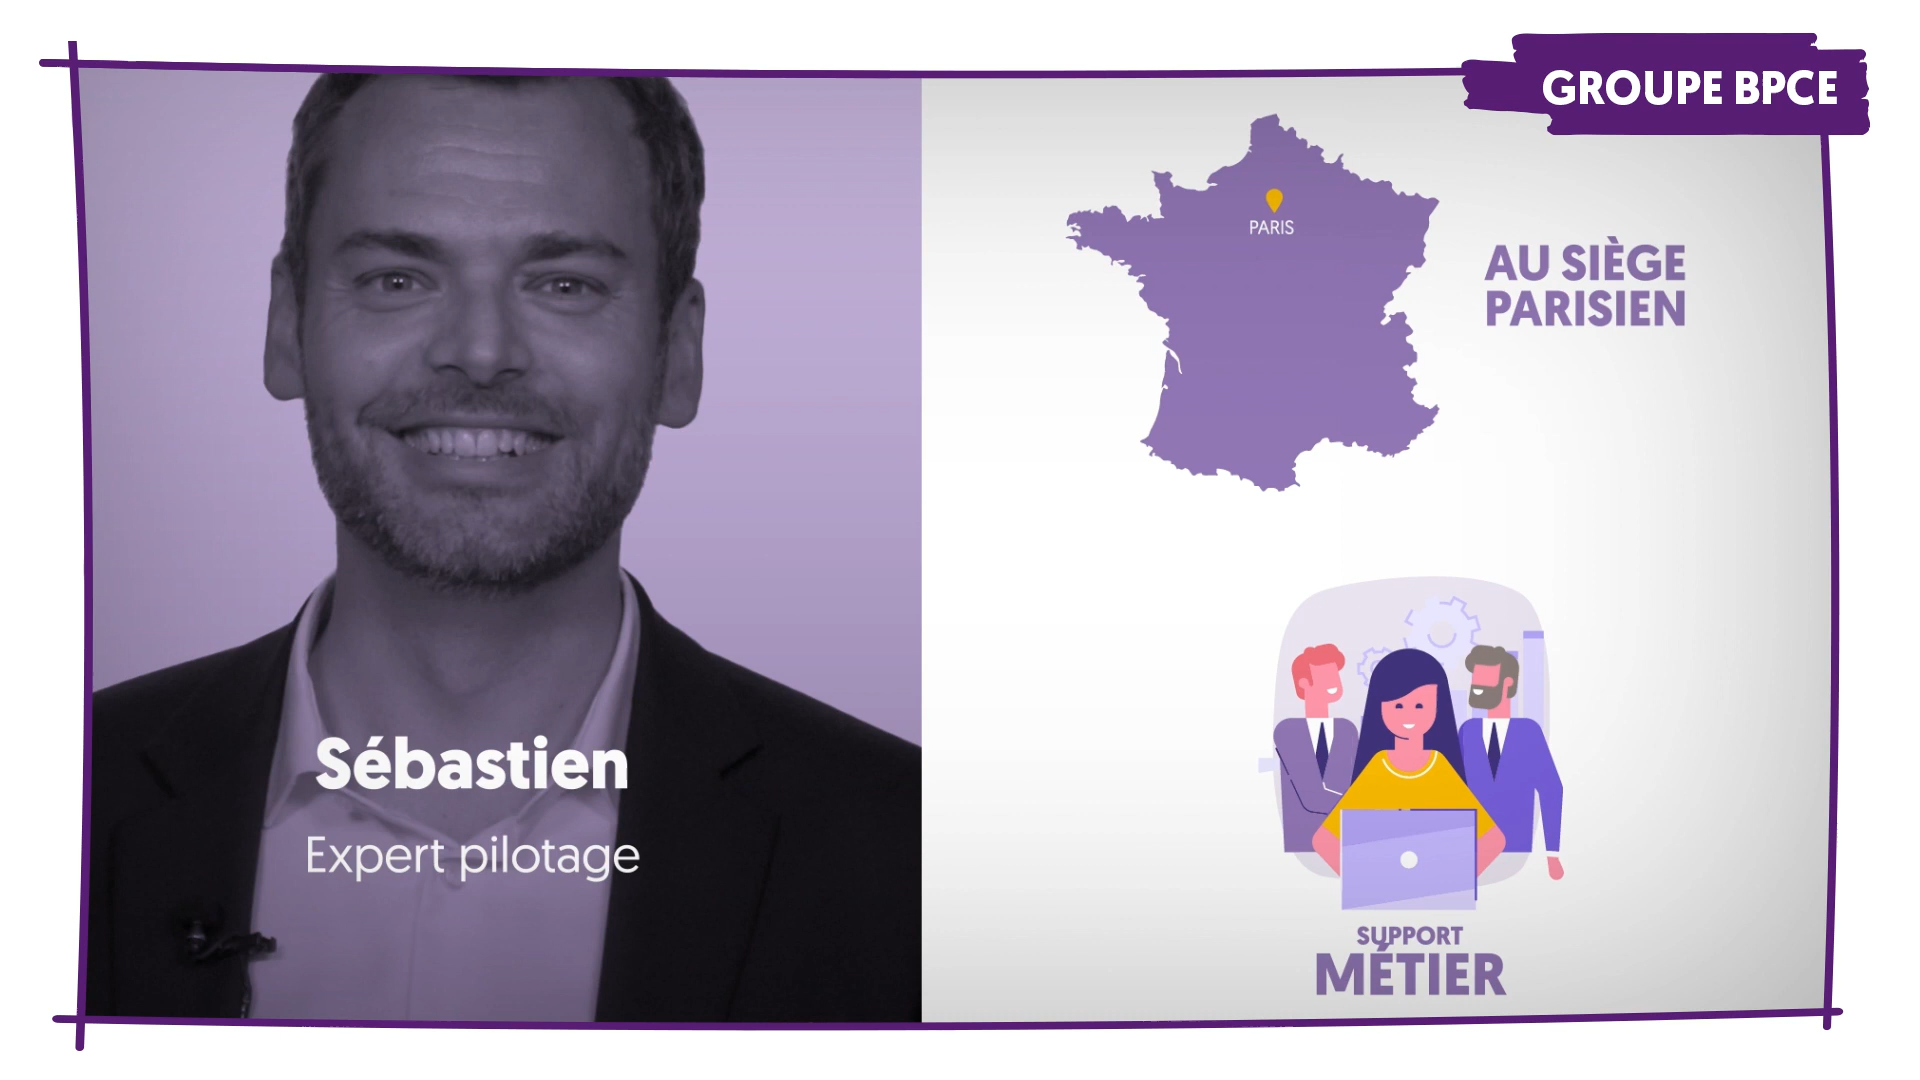 GROUPE BPCE
PARIS
AU SIÈGE
PARISIEN
Sébastien
Expert pilotage
SUPPORT
MÉTIER